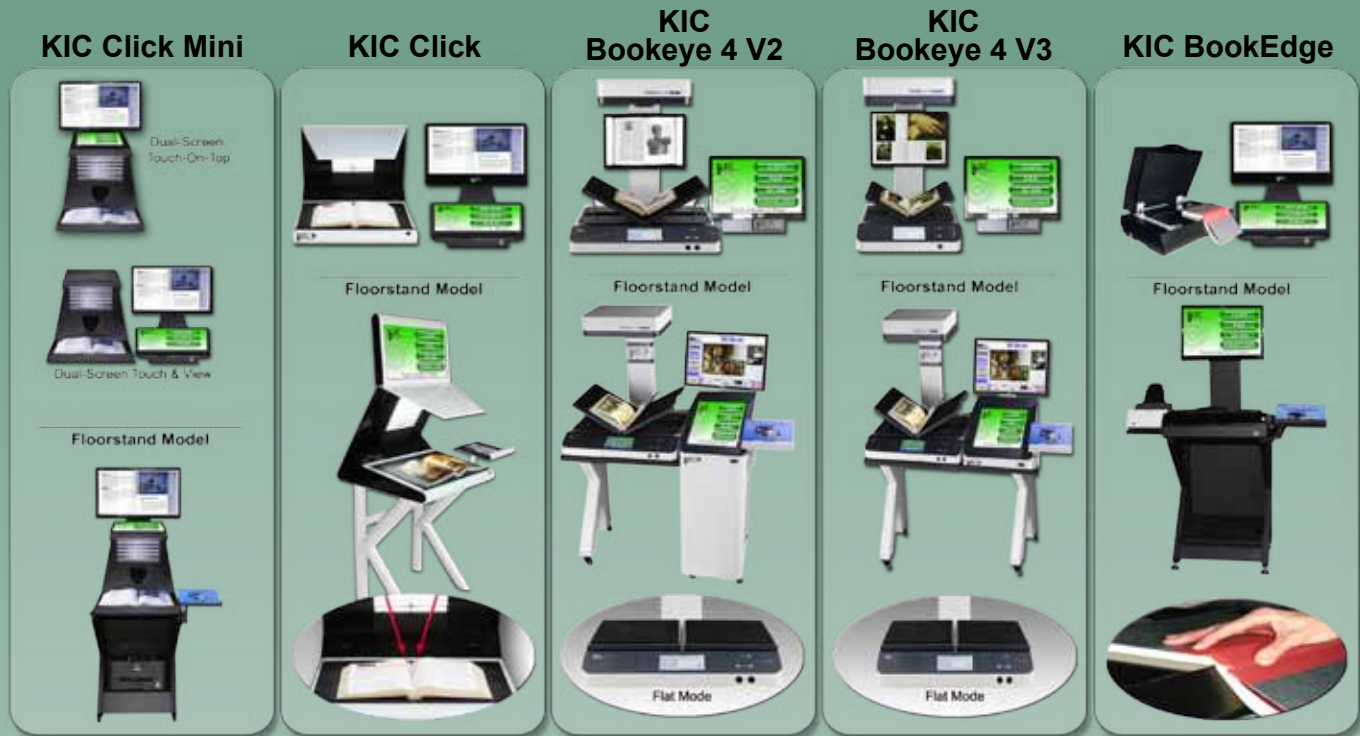 KIC Click Mini
KIC Click
KIC
Bookeye 4 V2
KIC
Bookeye 4 V3
KIC BookEdge
Dual-Screen
Touch-On-Top
Dual-Screen Touch & View
Floorstand Model
Floorstand Model
Floorstand Model
Flat Mode
Floorstand Model
Flat Mode
Floorstand Model